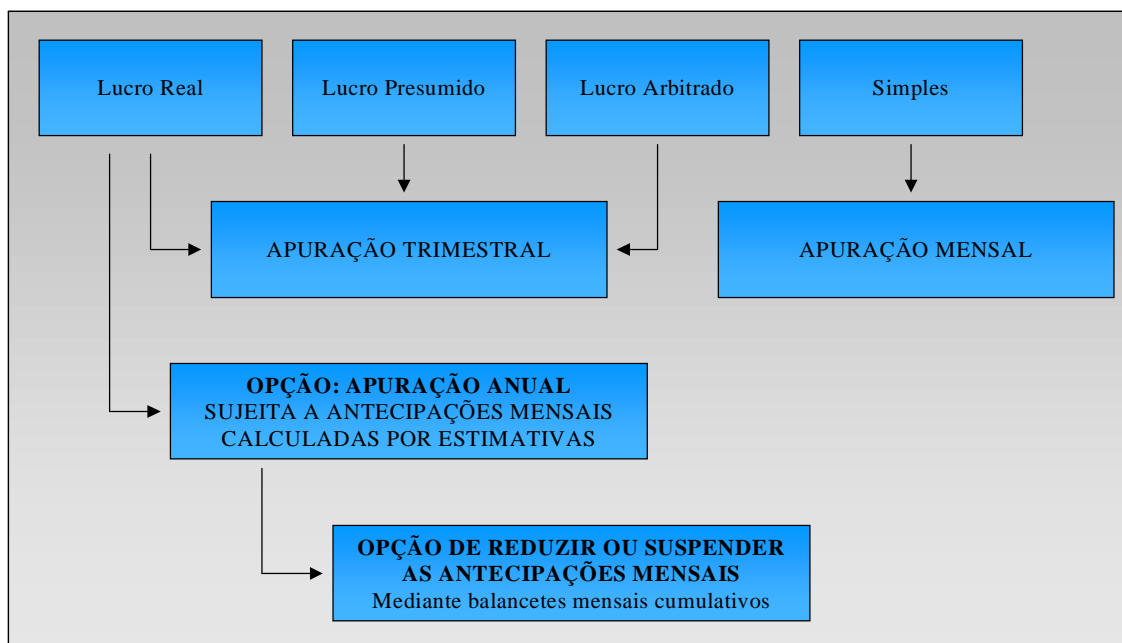 Lucro Real
Lucro Presumido
Lucro Arbitrado
Simples
APURAÇÃO TRIMESTRAL
APURAÇÃO MENSAL
OPÇÃO: APURAÇÃO ANUAL
SUJEITA A ANTECIPAÇÕES MENSAIS
CALCULADAS POR ESTIMATIVAS
OPÇÃO DE REDUZIR OU SUSPENDER
AS ANTECIPAÇÕES MENSAIS
Mediante balancetes mensais cumulativos